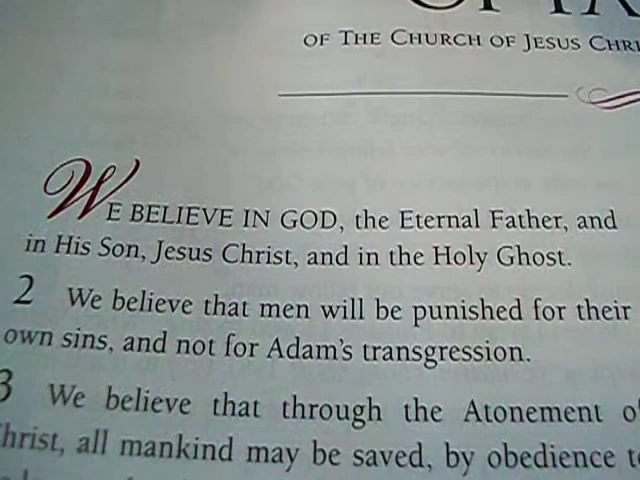 OF THE CHURCH OF JESUS
WE BELIEVE IN GOD, the Eternal Father, and
in His Son, Jesus Christ, and in the Holy Ghost.
2 We believe that men will be punished for their
own sins, and not for Adam's transgression.
3 We believe that through the Atonement
hrist, all mankind may be saved, by obedience